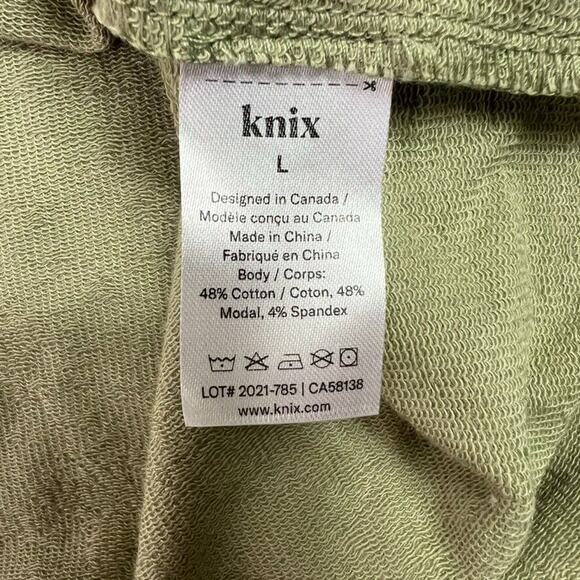 knix
L
Designed in Canada /
Modèle conçu au Canada
Made in China /
Fabriqué en China
Body / Corps:
48% Cotton / Coton, 48%
Modal, 4% Spandex
LOT# 2021-785 | CA58138
www.knix.com